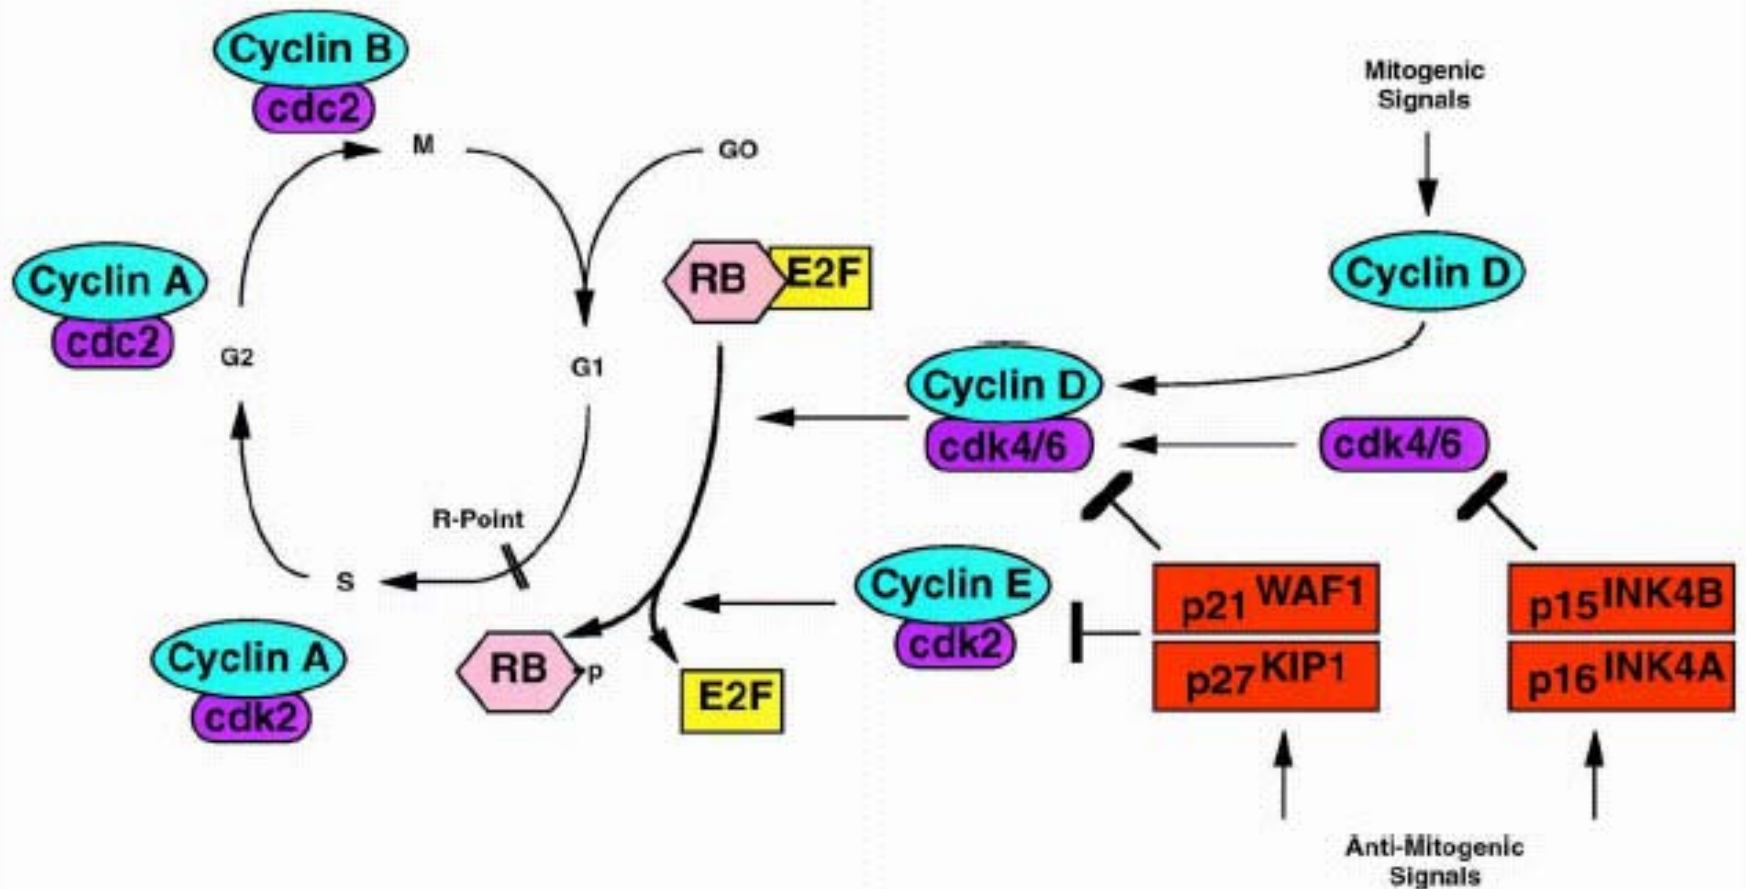 Cyclin B
cdc2
M
GO
Mitogenic
Signals
Cyclin A
cdc2
G2
G1
RB
E2F
Cyclin D
Cyclin D
cdk4/6
cdk4/6
R-Point
S
Cyclin A
cdk2
RB
p
E2F
Cyclin E
cdk2
p21 WAF1
p27 KIP1
p15 INK4B
p16 INK4A
Anti-Mitogenic
Signals